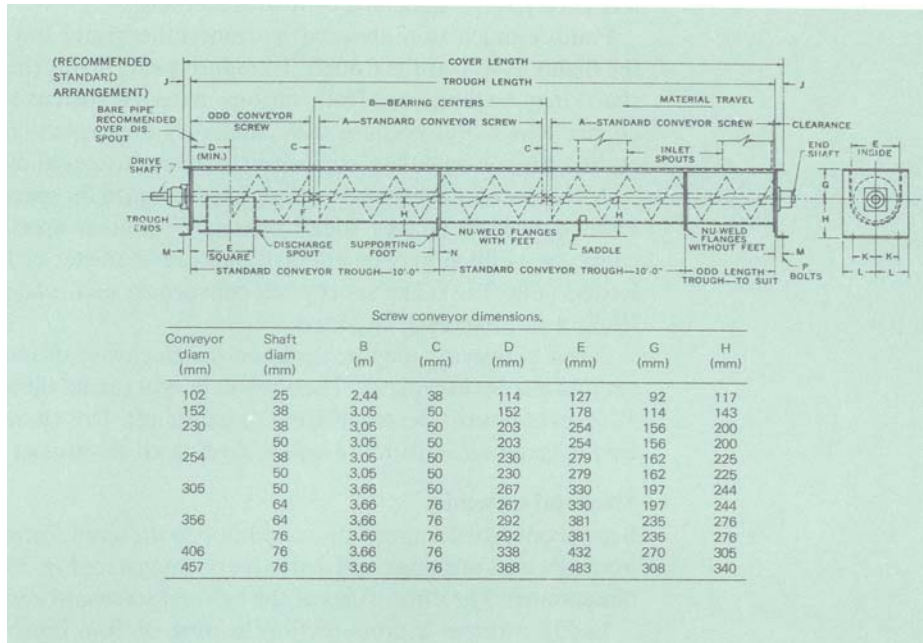 (RECOMMENDED
STANDARD
ARRANGEMENT)
COVER LENGTH
J
TROUGH LENGTH
J
B—BEARING CENTERS
MATERIAL TRAVEL
BARE PIPE
RECOMMENDED
OVER DIS.
SPOUT
ODD CONVEYOR
SCREW
A—STANDARD CONVEYOR SCREW
A—STANDARD CONVEYOR SCREW
CLEARANCE
D
(MIN.)
C
C
INLET
SPOUTS
END
SHAFT
E
INSIDE
DRIVE
SHAFT
G
F
H
H
H
TROUGH
ENDS
E
SQUARE
DISCHARGE
SPOUT
SUPPORTING
FOOT
NU-WELD FLANGES
WITH FEET
SADDLE
NU-WELD
FLANGES
WITHOUT FEET
M
N
M
P
BOLTS
K
K
L
L
STANDARD CONVEYOR TROUGH—10'-0"
STANDARD CONVEYOR TROUGH—10'-0"
ODD LENGTH
TROUGH—TO SUIT
Screw conveyor dimensions.
Conveyor diam (mm) Shaft diam (mm) B (m) C (mm) D (mm) E (mm) G (mm) H (mm)
102 25 2,44 38 114 127 92 117
152 38 3.05 50 152 178 114 143
230 38 3.05 50 203 254 156 200
50 3.05 50 203 254 156 200
254 38 3.05 50 230 279 162 225
50 3.05 50 230 279 162 225
305 50 3.66 50 267 330 197 244
64 3.66 76 267 330 197 244
356 64 3.66 76 292 381 235 276
76 3.66 76 292 381 235 276
406 76 3.66 76 338 432 270 305
457 76 3.66 76 368 483 308 340